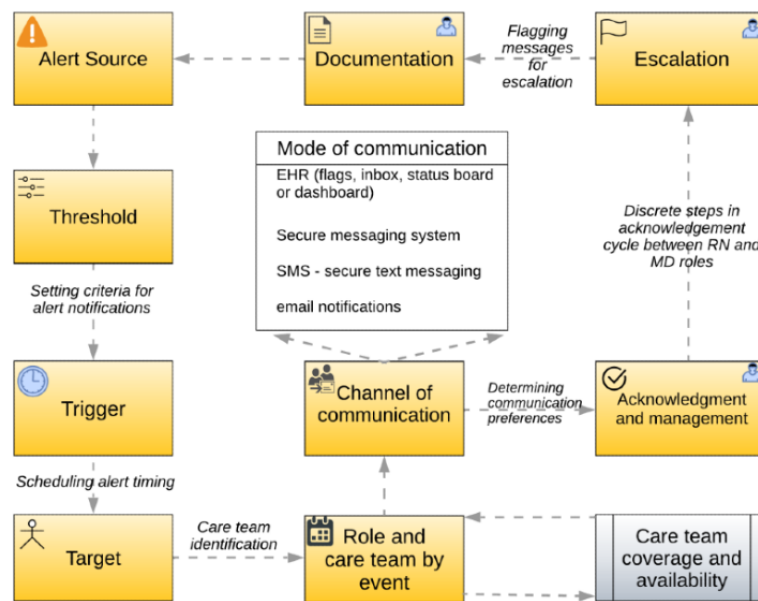 Alert Source
Documentation
Flagging
messages
for
escalation
Escalation
Mode of communication
EHR (flags, inbox, status board
or dashboard)
Secure messaging system
SMS - secure text messaging
email notifications
Threshold
Discrete steps in
acknowledgement
cycle between RN and
MD roles
Setting criteria for
alert notifications
Trigger
Channel of
communication
Determining
communication
preferences
Acknowledgment
and management
Scheduling alert timing
Target
Care team
identification
Role and
care team by
event
Care team
coverage and
availability